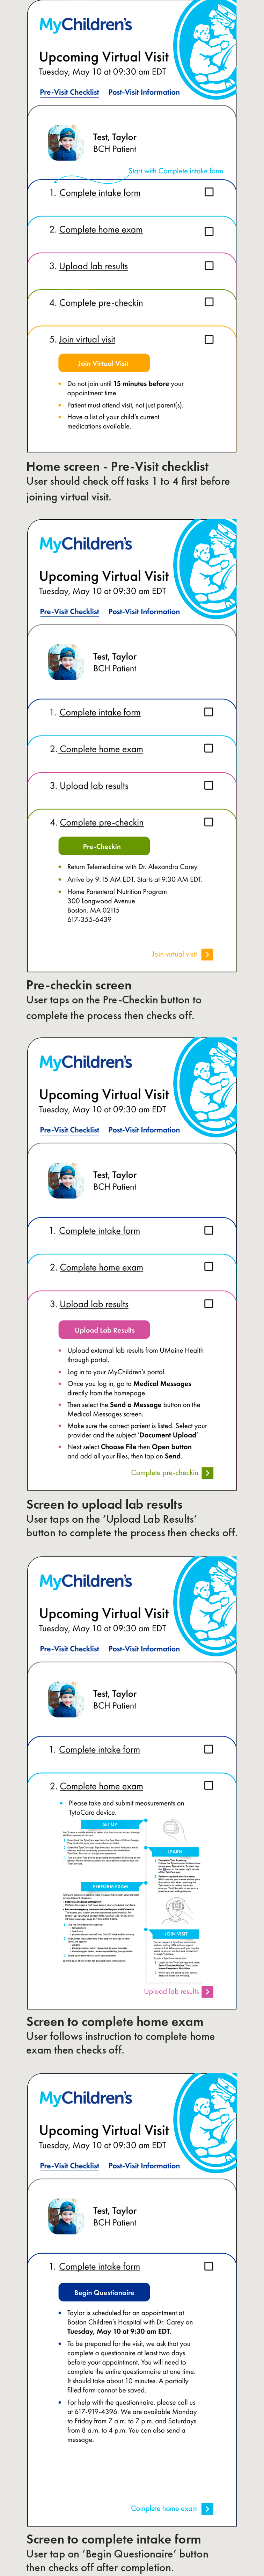 MyChildren's
Upcoming Virtual Visit
Tuesday, May 10 at 09:30 am EDT
Pre-Visit Checklist Post-Visit Information
Test, Taylor
BCH Patient
Start with Complete intake form
1. Complete intake form
2. Complete home exam
3. Upload lab results
4. Complete pre-checkin
5. Join virtual visit
Join Virtual Visit
Do not join until 15 minutes before your
appointment time.
Patient must attend visit, not just parent(s).
Have a list of your child's current
medications available.
Home screen - Pre-Visit checklist
User should check off tasks 1 to 4 first before
joining virtual visit.
MyChildren's
Upcoming Virtual Visit
Tuesday, May 10 at 09:30 am EDT
Pre-Visit Checklist Post-Visit Information
Test, Taylor
BCH Patient
1. Complete intake form
2. Complete home exam
3. Upload lab results
4. Complete pre-checkin
Pre-Checkin
Return Telemedicine with Dr. Alexandra Carey.
Arrive by 9:15 AM EDT. Starts at 9:30 AM EDT.
Home Parenteral Nutrition Program
300 Longwood Avenue
Boston, MA 02115
617-355-6439
Join virtual visit
Pre-checkin screen
User taps on the Pre-Checkin button to
complete the process then checks off.
MyChildren's
Upcoming Virtual Visit
Tuesday, May 10 at 09:30 am EDT
Pre-Visit Checklist Post-Visit Information
Test, Taylor
BCH Patient
1. Complete intake form
2. Complete home exam
3. Upload lab results
Upload Lab Results
Upload external lab results from UMaine Health
through portal.
Log in to your MyChildren's portal.
Once you log in, go to Medical Messages
directly from the homepage.
Then select the Send a Message button on the
Medical Messages screen.
Make sure the correct patient is listed. Select your
provider and the subject 'Document Upload'.
Next select Choose File then Open button
and add all your files, then tap on Send.
Complete pre-checkin
Screen to upload lab results
User taps on the 'Upload Lab Results'
button to complete the process then checks off.
MyChildren's
Upcoming Virtual Visit
Tuesday, May 10 at 09:30 am EDT
Pre-Visit Checklist Post-Visit Information
Test, Taylor
BCH Patient
1. Complete intake form
2. Complete home exam
Please take and submit measurements on
TytoCare device.
SET UP
LEARN
PERFORM EXAM
JOIN VISIT
Upload lab results
Screen to complete home exam
User follows instruction to complete home
exam then checks off.
MyChildren's
Upcoming Virtual Visit
Tuesday, May 10 at 09:30 am EDT
Pre-Visit Checklist Post-Visit Information
Test, Taylor
BCH Patient
1. Complete intake form
Begin Questionaire
Taylor is scheduled for an appointment at
Boston Children's Hospital with Dr. Carey on
Tuesday, May 10 at 9:30 am EDT.
To be prepared for the visit, we ask that you
complete a questionaire at least two days
before your appointment. You will need to
complete the entire questionnaire at one time.
It should take about 10 minutes. A partially
filled form cannot be saved.
For help with the questionnaire, please call us
at 617-919-4396. We are available Monday
to Friday from 7 a.m. to 7 p.m. and Saturdays
from 8 a.m. to 4 p.m. You can also send a
message.
Complete home exam
Screen to complete intake form
User tap on 'Begin Questionaire' button
then checks off after completion.